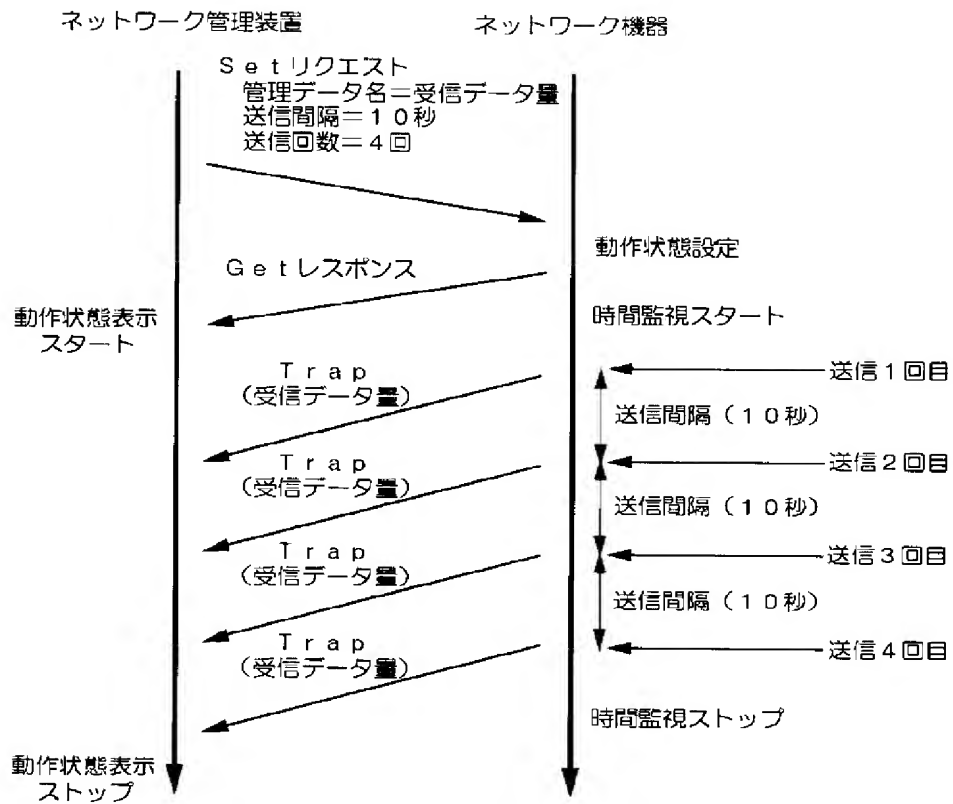 ネットワーク管理装置
ネットワーク機器
Ｓｅｔリクエスト
管理データ名＝受信データ量
送信間隔＝１０秒
送信回数＝４回
動作状態設定
Ｇｅｔレスポンス
動作状態表示
スタート
時間監視スタート
Ｔｒａｐ
（受信データ量）
送信１回目
送信間隔（１０秒）
Ｔｒａｐ
（受信データ量）
送信２回目
送信間隔（１０秒）
Ｔｒａｐ
（受信データ量）
送信３回目
送信間隔（１０秒）
Ｔｒａｐ
（受信データ量）
送信４回目
時間監視ストップ
動作状態表示
ストップ